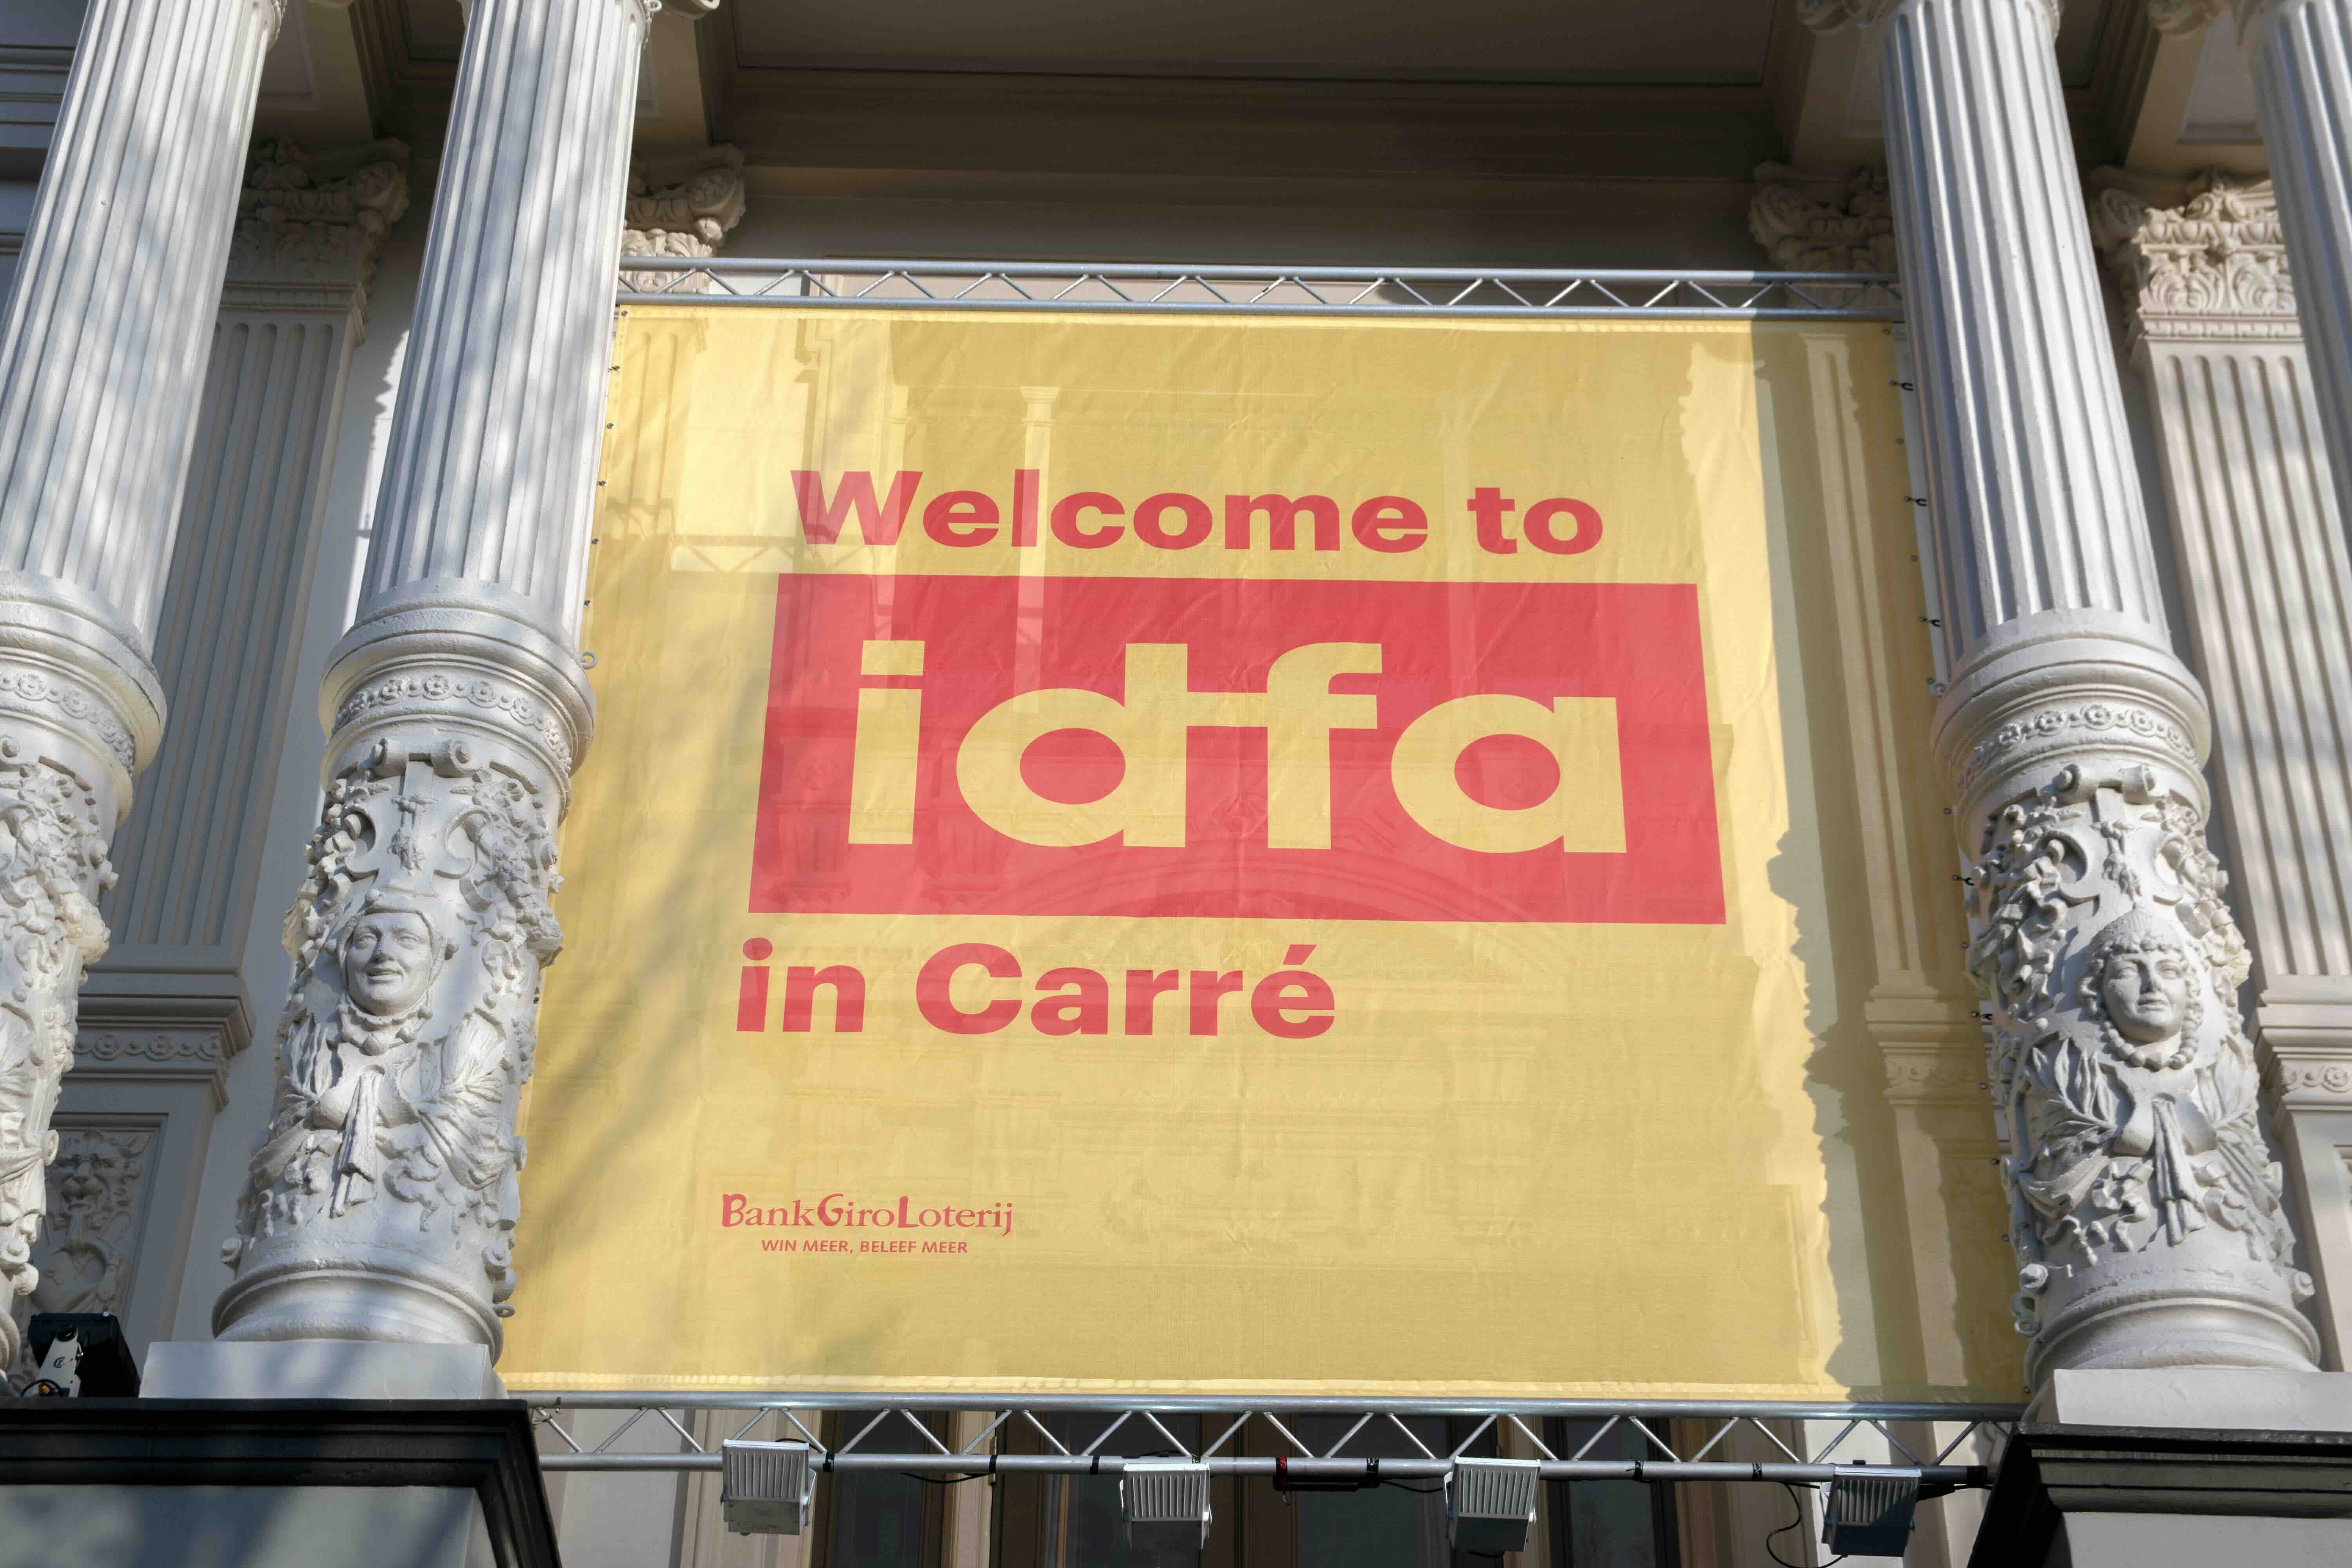 Welcome to
idfa
in Carré
BankGiroLoterij
WIN MEER, BELEEF MEER